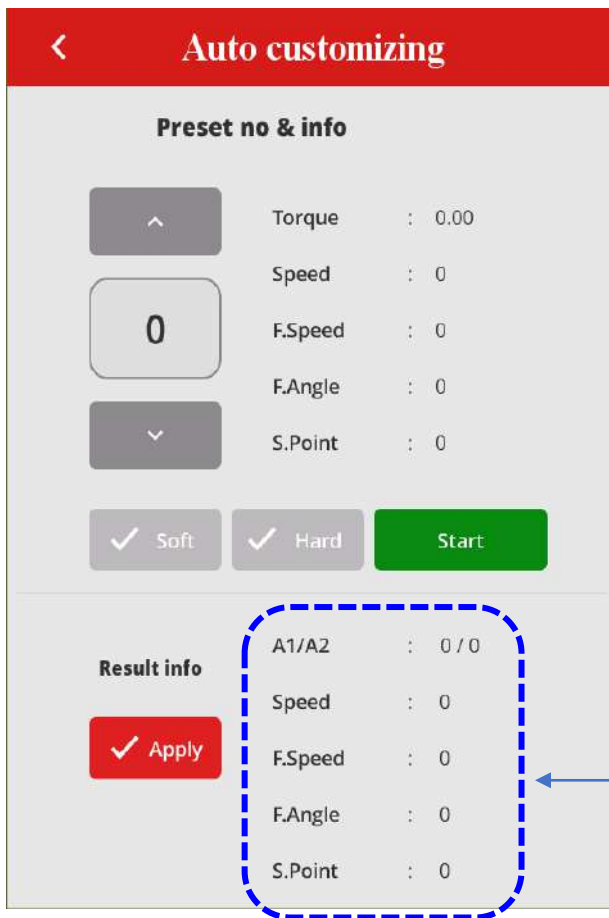 Auto customizing
Preset no & info
Torque : 0.00
Speed : 0
0
F.Speed : 0
F.Angle : 0
S.Point : 0
Soft Hard Start
A1/A2 : 0 / 0
Result info
Speed : 0
Apply
F.Speed : 0
F.Angle : 0
S.Point : 0